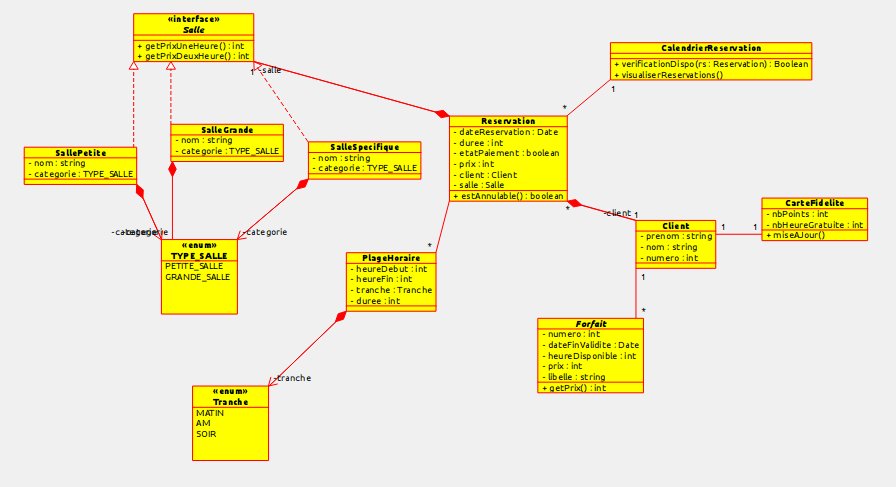 «interface»
Salle
+ getPrixUneHeure() : int
+ getPrixDeuxHeure() : int
1
-salle
CalendrierReservation
+ verificationDispo(rs : Reservation) : Boolean
+ visualiserReservations()
1
*
SallePetite
- nom : string
- categorie : TYPE_SALLE
SalleGrande
- nom : string
- categorie : TYPE_SALLE
SalleSpecifique
- nom : string
- categorie : TYPE_SALLE
Reservation
- dateReservation : Date
- duree : int
- etatPaiement : boolean
- prix : int
- client : Client
- salle : Salle
+ estAnnulable() : boolean
*
-client
1
*
-categorie
-categorie
-categorie
«enum»
TYPE_SALLE
PETITE_SALLE
GRANDE_SALLE
Client
- prenom : string
- nom : string
- numero : int
1
1
CarteFidelite
- nbPoints : int
- nbHeureGratuite : int
+ miseAJour()
PlageHoraire
- heureDebut : int
- heureFin : int
- tranche : Tranche
- duree : int
1
*
Forfait
- numero : int
- dateFinValidite : Date
- heureDisponible : int
- prix : int
- libelle : string
+ getPrix() : int
-tranche
«enum»
Tranche
MATIN
AM
SOIR